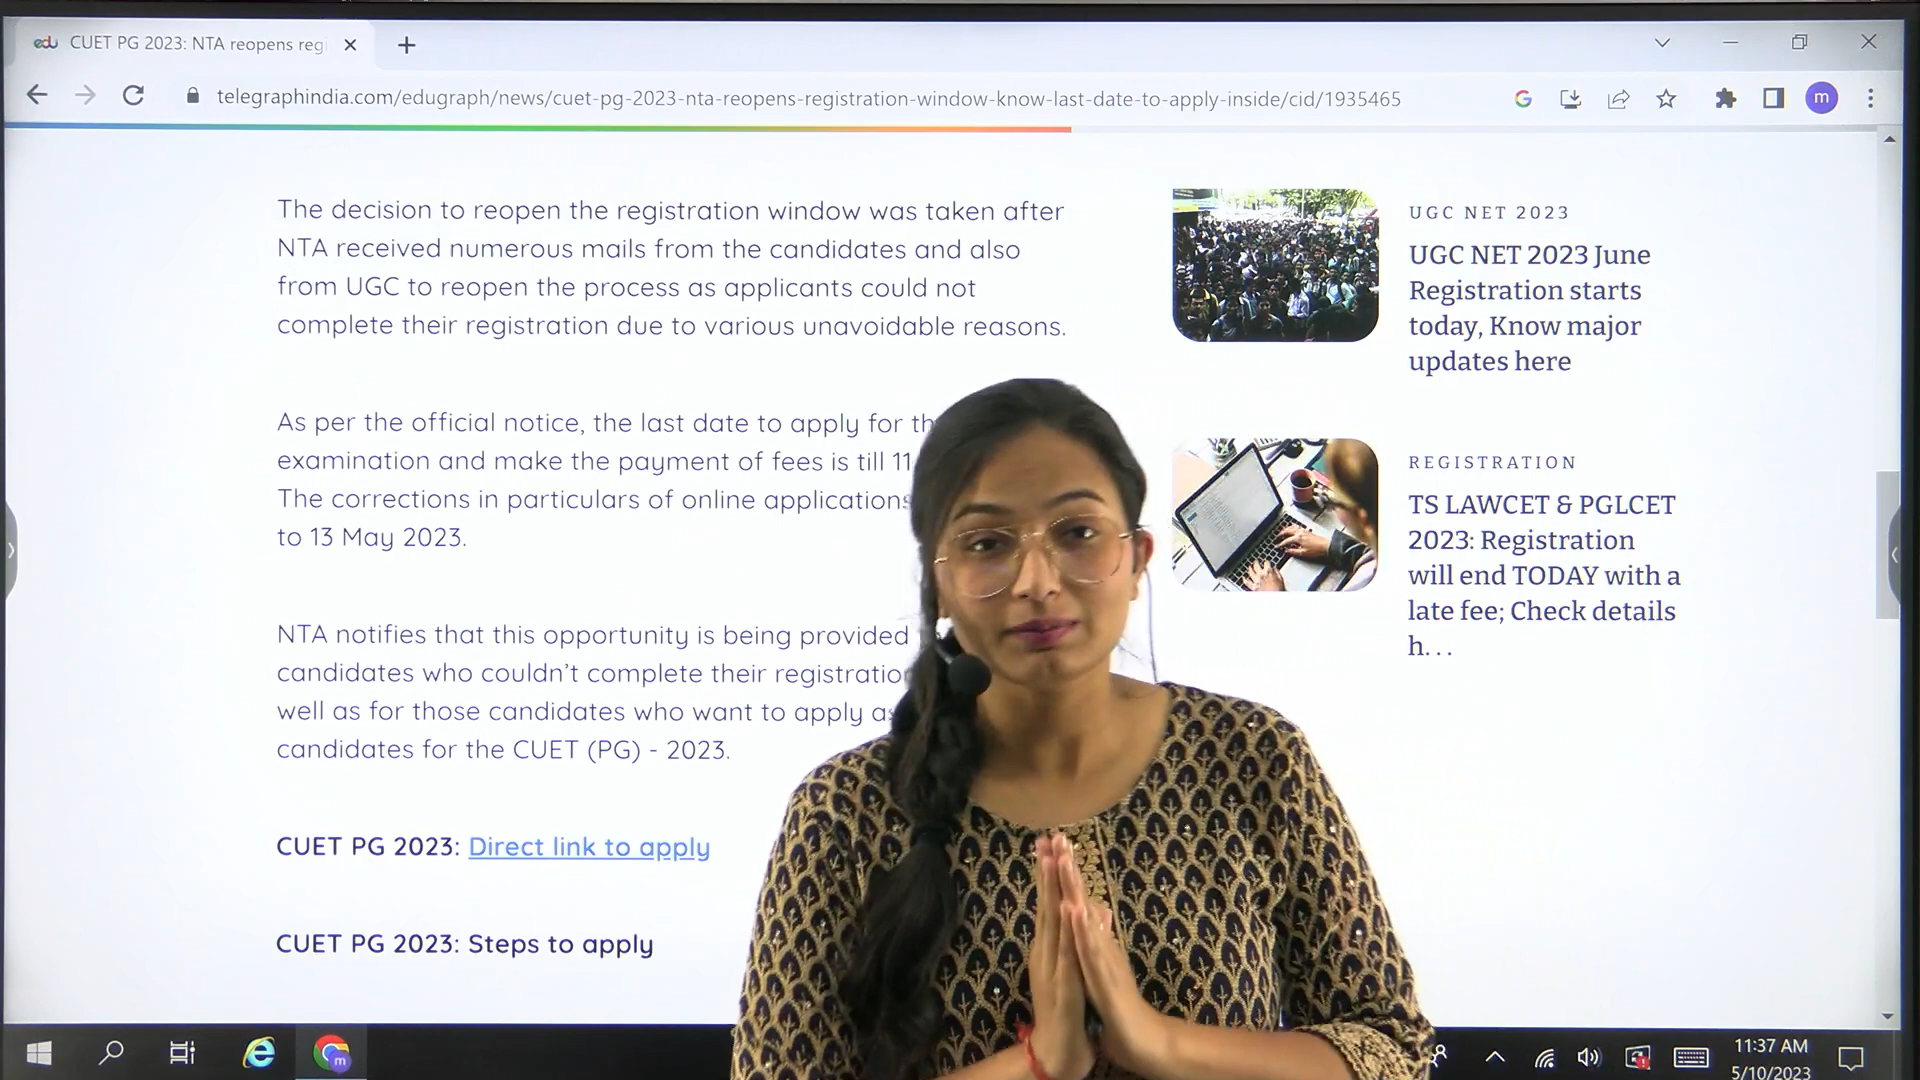 edu CUET PG 2023: NTA reopens reg
telegraphindia.com/edugraph/news/cuet-pg-2023-nta-reopens-registration-window-know-last-date-to-apply-inside/cid/1935465
m
The decision to reopen the registration window was taken after
NTA received numerous mails from the candidates and also
from UGC to reopen the process as applicants could not
complete their registration due to various unavoidable reasons.
As per the official notice, the last date to apply for
examination and make the payment of fees is till 11
The corrections in particulars of online applications
to 13 May 2023.
NTA notifies that this opportunity is being provided
candidates who couldn't complete their
well as for those candidates who want to apply
candidates for the CUET (PG) - 2023.
CUET PG 2023: Direct link to apply
CUET PG 2023: Steps to apply
UGC NET 2023
UGC NET 2023 June
Registration starts
today, Know major
updates here
REGISTRATION
TS LAWCET & PGLCET
2023: Registration
will end TODAY with a
late fee; Check details
h...
m
11:37 AM
5/10/2023